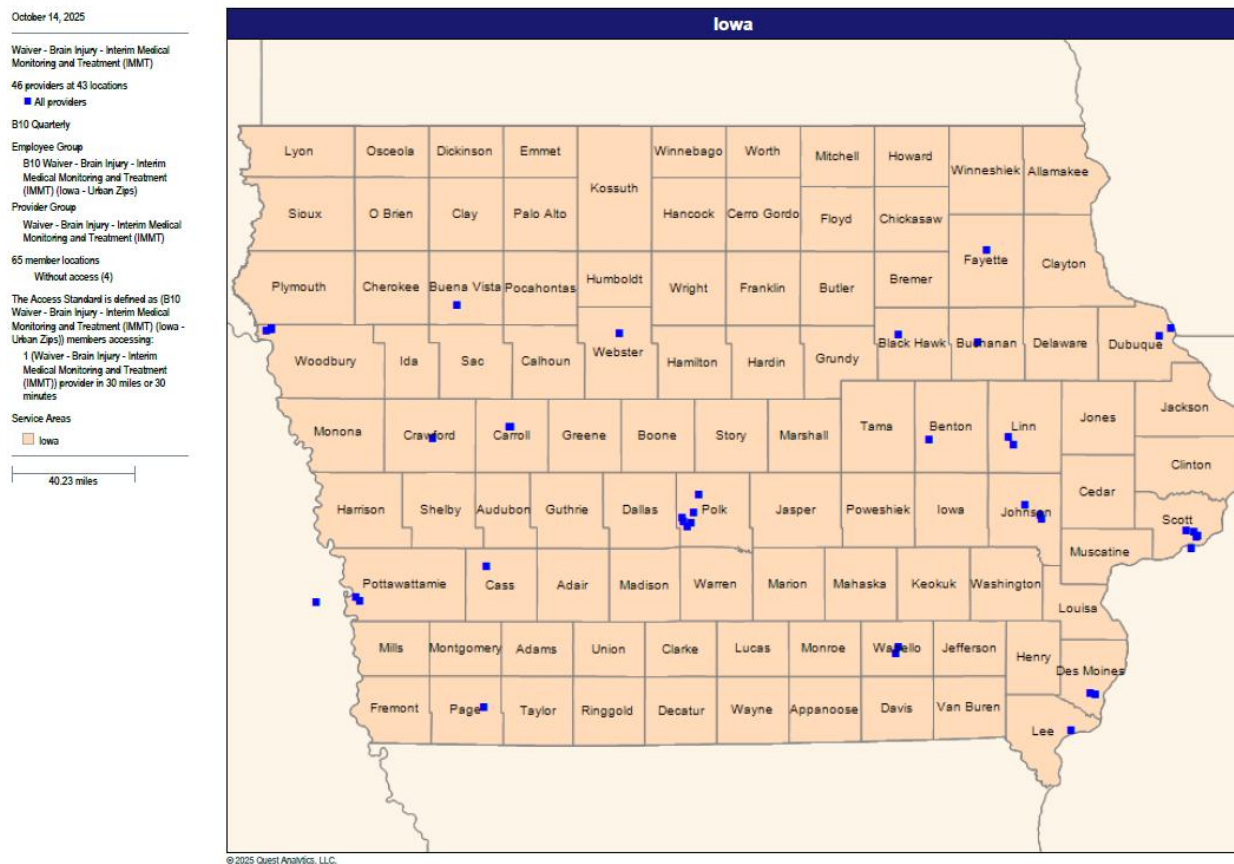 October 14, 2025
Waiver - Brain Injury - Interim Medical
Monitoring and Treatment (IMMT)
46 providers at 43 locations
All providers
B10 Quarterly
Employee Group
B10 Waiver - Brain Injury - Interim
Medical Monitoring and Treatment
(IMMT) (Iowa - Urban Zips)
Provider Group
Waiver - Brain Injury - Interim Medical
Monitoring and Treatment (IMMT)
65 member locations
Without access (4)
The Access Standard is defined as (B10
Waiver - Brain Injury - Interim Medical
Monitoring and Treatment (IMMT) (Iowa -
Urban Zips)) members accessing:
1 (Waiver - Brain Injury - Interim
Medical Monitoring and Treatment
(IMMT)) provider in 30 miles or 30
minutes
Service Areas
Iowa
40.23 miles
Iowa
Lyon Osceola Dickinson Emmet Winnebago Worth Mitchell Howard Winneshiek Allamakee
Kossuth
Sioux O Brien Clay Palo Alto Hancock Cerro Gordo Floyd Chickasaw
Plymouth Cherokee Buena Vista Pocahontas Humboldt Wright Franklin Butler Bremer Fayette Clayton
Woodbury Ida Sac Calhoun Webster Hamilton Hardin Grundy Black Hawk Buchanan Delaware Dubuque
Monona Crawford Carroll Greene Boone Story Marshall Tama Benton Linn Jones Jackson
Clinton
Harrison Shelby Audubon Guthrie Dallas Polk Jasper Poweshiek Iowa Johnson Cedar Scott
Muscatine
Pottawattamie Cass Adair Madison Warren Marion Mahaska Keokuk Washington
Louisa
Mills Montgomery Adams Union Clarke Lucas Monroe Wapello Jefferson Henry Des Moines
Fremont Page Taylor Ringgold Decatur Wayne Appanoose Davis Van Buren Lee
© 2025 Quest Analytics, LLC.